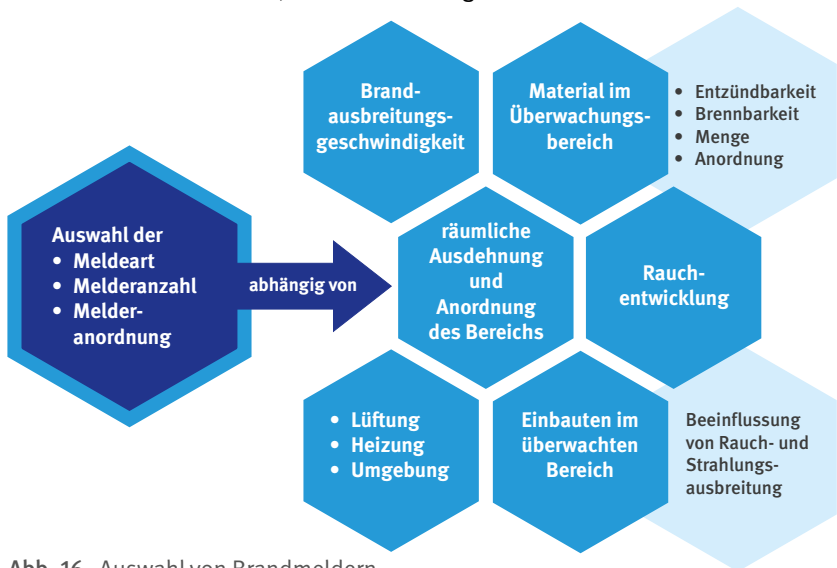 Brand-
ausbreitungs-
geschwindigkeit
Material im
Überwachungs-
bereich
• Entzündbarkeit
• Brennbarkeit
• Menge
• Anordnung
Auswahl der
• Meldeart
• Melderanzahl
• Melder-
anordnung
abhängig von
räumliche
Ausdehnung
und
Anordnung
des Bereichs
Rauch-
entwicklung
• Lüftung
• Heizung
• Umgebung
Einbauten im
überwachten
Bereich
Beeinflussung
von Rauch- und
Strahlungs-
ausbreitung
Abb. 16 Auswahl von Brandmeldern